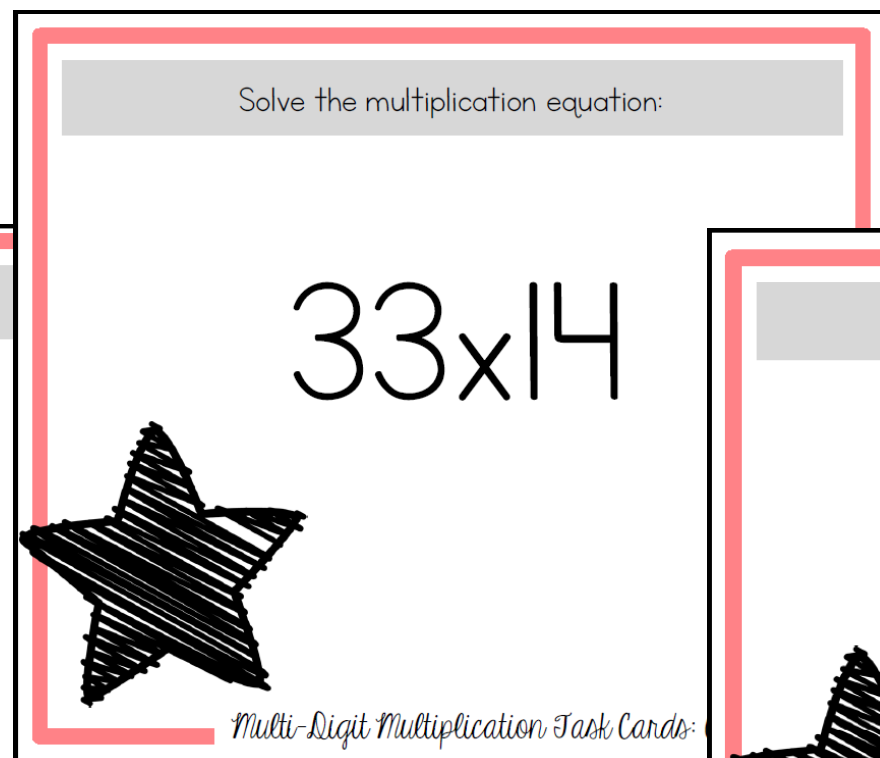 Solve the multiplication equation:
33x14
Multi-Digit Multiplication Task Cards: